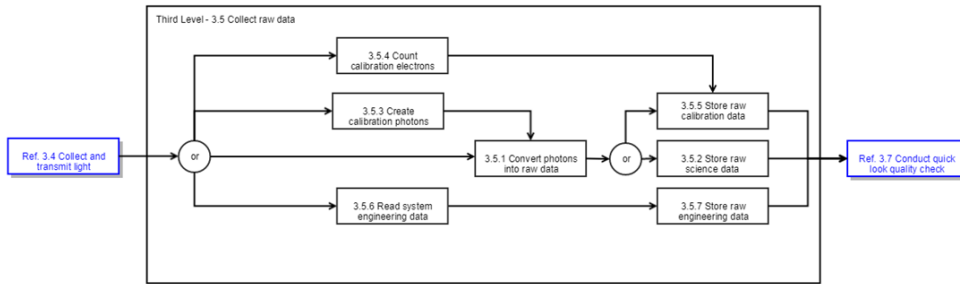 Third Level - 3.5 Collect raw data
3.5.4 Count
calibration electrons
3.5.3 Create
calibration photons
3.5.5 Store raw
calibration data
Ref. 3.4 Collect and
transmit light
or
3.5.1 Convert photons
into raw data
or
3.5.2 Store raw
science data
Ref. 3.7 Conduct quick
look quality check
3.5.6 Read system
engineering data
3.5.7 Store raw
engineering data